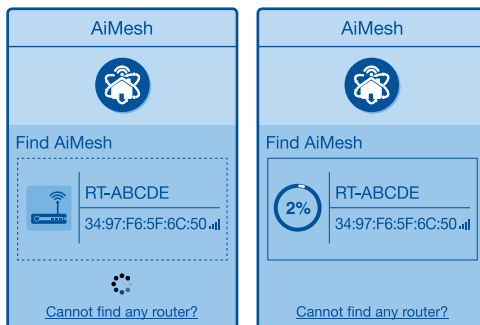 AiMesh
Find AiMesh
RT-ABCDE
34:97:F6:5F:6C:50
Cannot find any router?
AiMesh
Find AiMesh
2%
RT-ABCDE
34:97:F6:5F:6C:50
Cannot find any router?